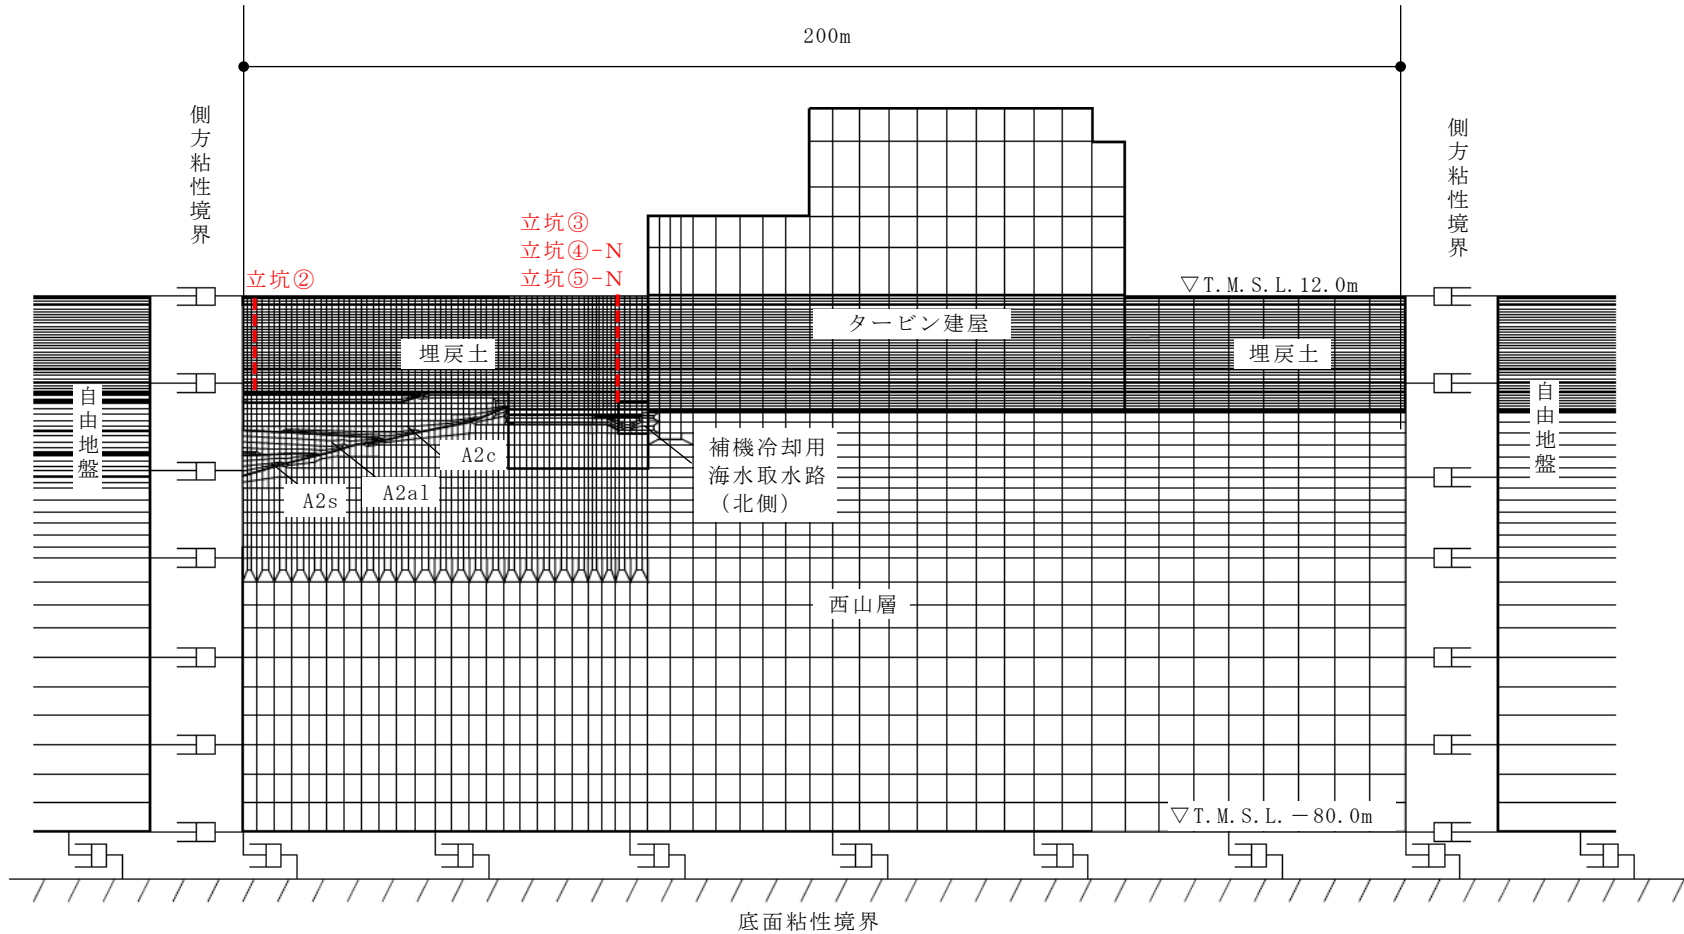 200m
側方粘性境界
側方粘性境界
立坑③
立坑④-N
立坑⑤-N
立坑②
▽T.M.S.L.12.0m
タービン建屋
埋戻土
埋戻土
自由地盤
自由地盤
A2c
A2al
A2s
補機冷却用
海水取水路
(北側)
西山層
▽T.M.S.L.－80.0m
底面粘性境界